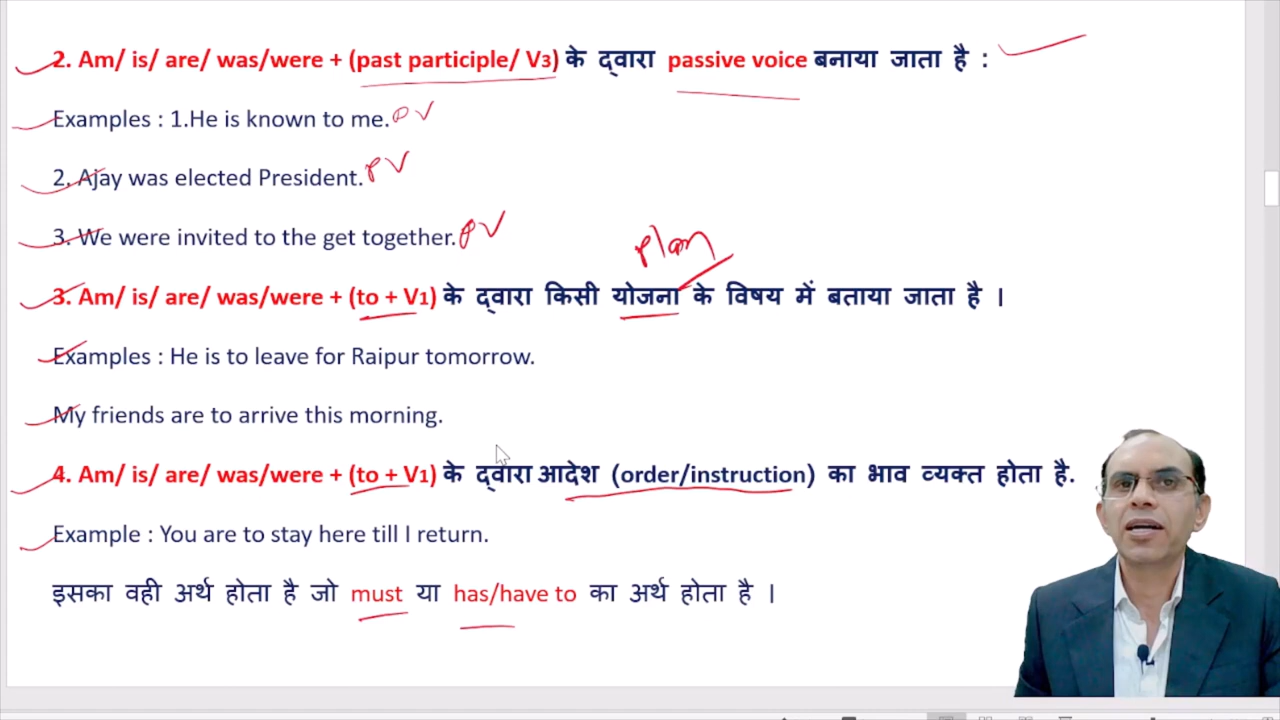 2. Am/ is/ are/ was/were + (past participle/ V3) के द्वारा passive voice बनाया जाता है :
Examples : 1.He is known to me. PV
2. Ajay was elected President. PV
3. We were invited to the get together. PV
plan
3. Am/ is/ are/ was/were + (to + V1) के द्वारा किसी योजना के विषय में बताया जाता है ।
Examples : He is to leave for Raipur tomorrow.
My friends are to arrive this morning.
4. Am/ is/ are/ was/were + (to + V1) के द्वारा आदेश (order/instruction) का भाव व्यक्त होता है.
Example : You are to stay here till I return.
इसका वही अर्थ होता है जो must या has/have to का अर्थ होता है ।